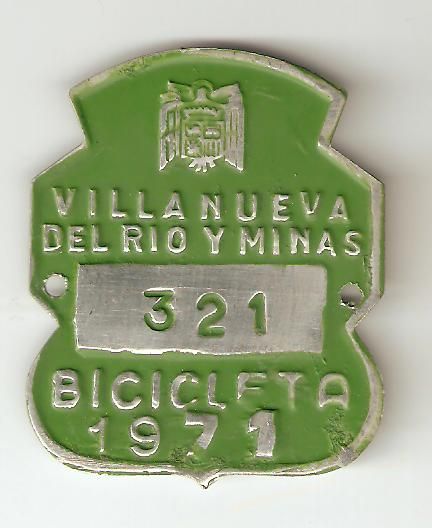 VILLANUEVA
DEL RIO Y MINAS
321
BICICLETA
1971